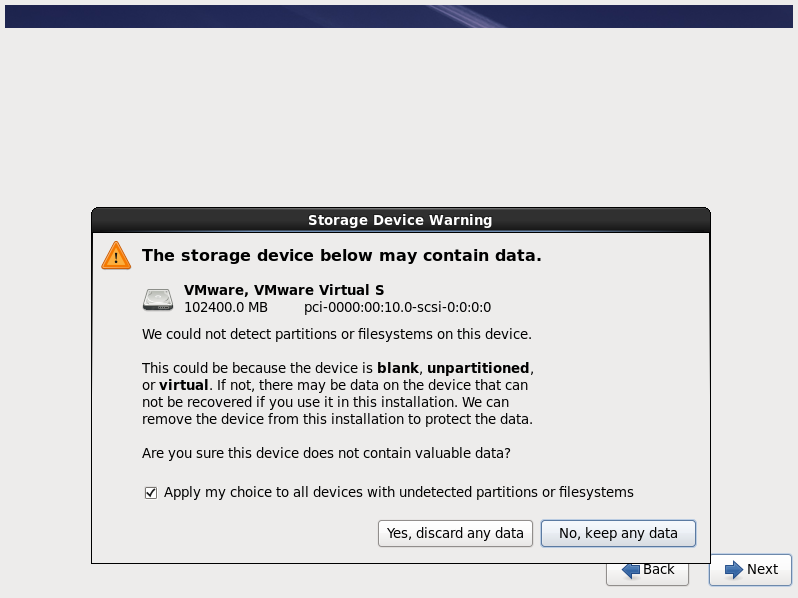 Storage Device Warning
The storage device below may contain data.
VMware, VMware Virtual S
102400.0 MB pci-0000:00:10.0-scsi-0:0:0:0
We could not detect partitions or filesystems on this device.
This could be because the device is blank, unpartitioned,
or virtual. If not, there may be data on the device that can
not be recovered if you use it in this installation. We can
remove the device from this installation to protect the data.
Are you sure this device does not contain valuable data?
Apply my choice to all devices with undetected partitions or filesystems
Yes, discard any data No, keep any data
Back Next